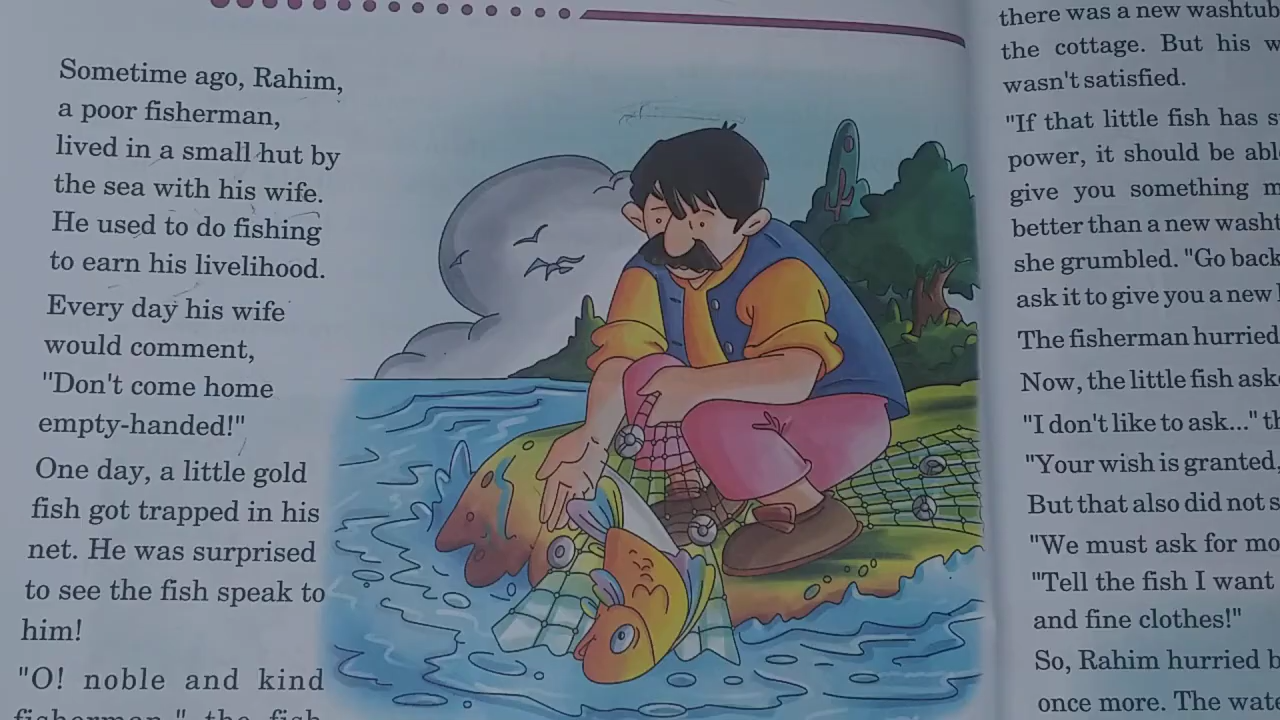 Sometime ago, Rahim,
a poor fisherman,
lived in a small hut by
the sea with his wife.
He used to do fishing
to earn his livelihood.
Every day his wife
would comment,
"Don't come home
empty-handed!"
One day, a little gold
fish got trapped in his
net. He was surprised
to see the fish speak to
him!
"O! noble and kind
fisherman," the fish
there was a new washtub
the cottage. But his
wasn't satisfied.
"If that little fish has
power, it should be
give you something
better than a new
she grumbled. "Go back
ask it to give you a new
The fisherman hurried
Now, the little fish
"I don't like to ask..."
"Your wish is granted,
But that also did not
"We must ask for
"Tell the fish I want
and fine clothes!"
So, Rahim hurried
once more. The